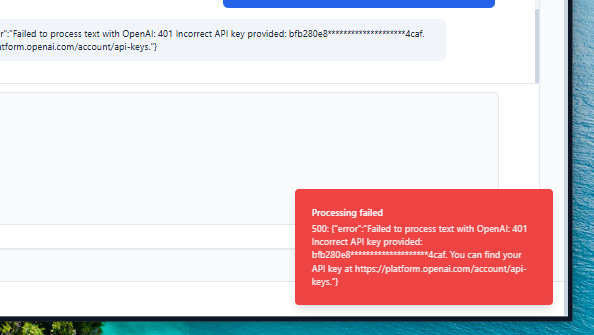 r":"Failed to process text with OpenAI: 401 Incorrect API key provided: bfb280e8********************4caf.
atform.openai.com/account/api-keys."}
Processing failed
500: {"error":"Failed to process text with OpenAI: 401
Incorrect API key provided:
bfb280e8********************4caf. You can find your
API key at https://platform.openai.com/account/api-
keys."}